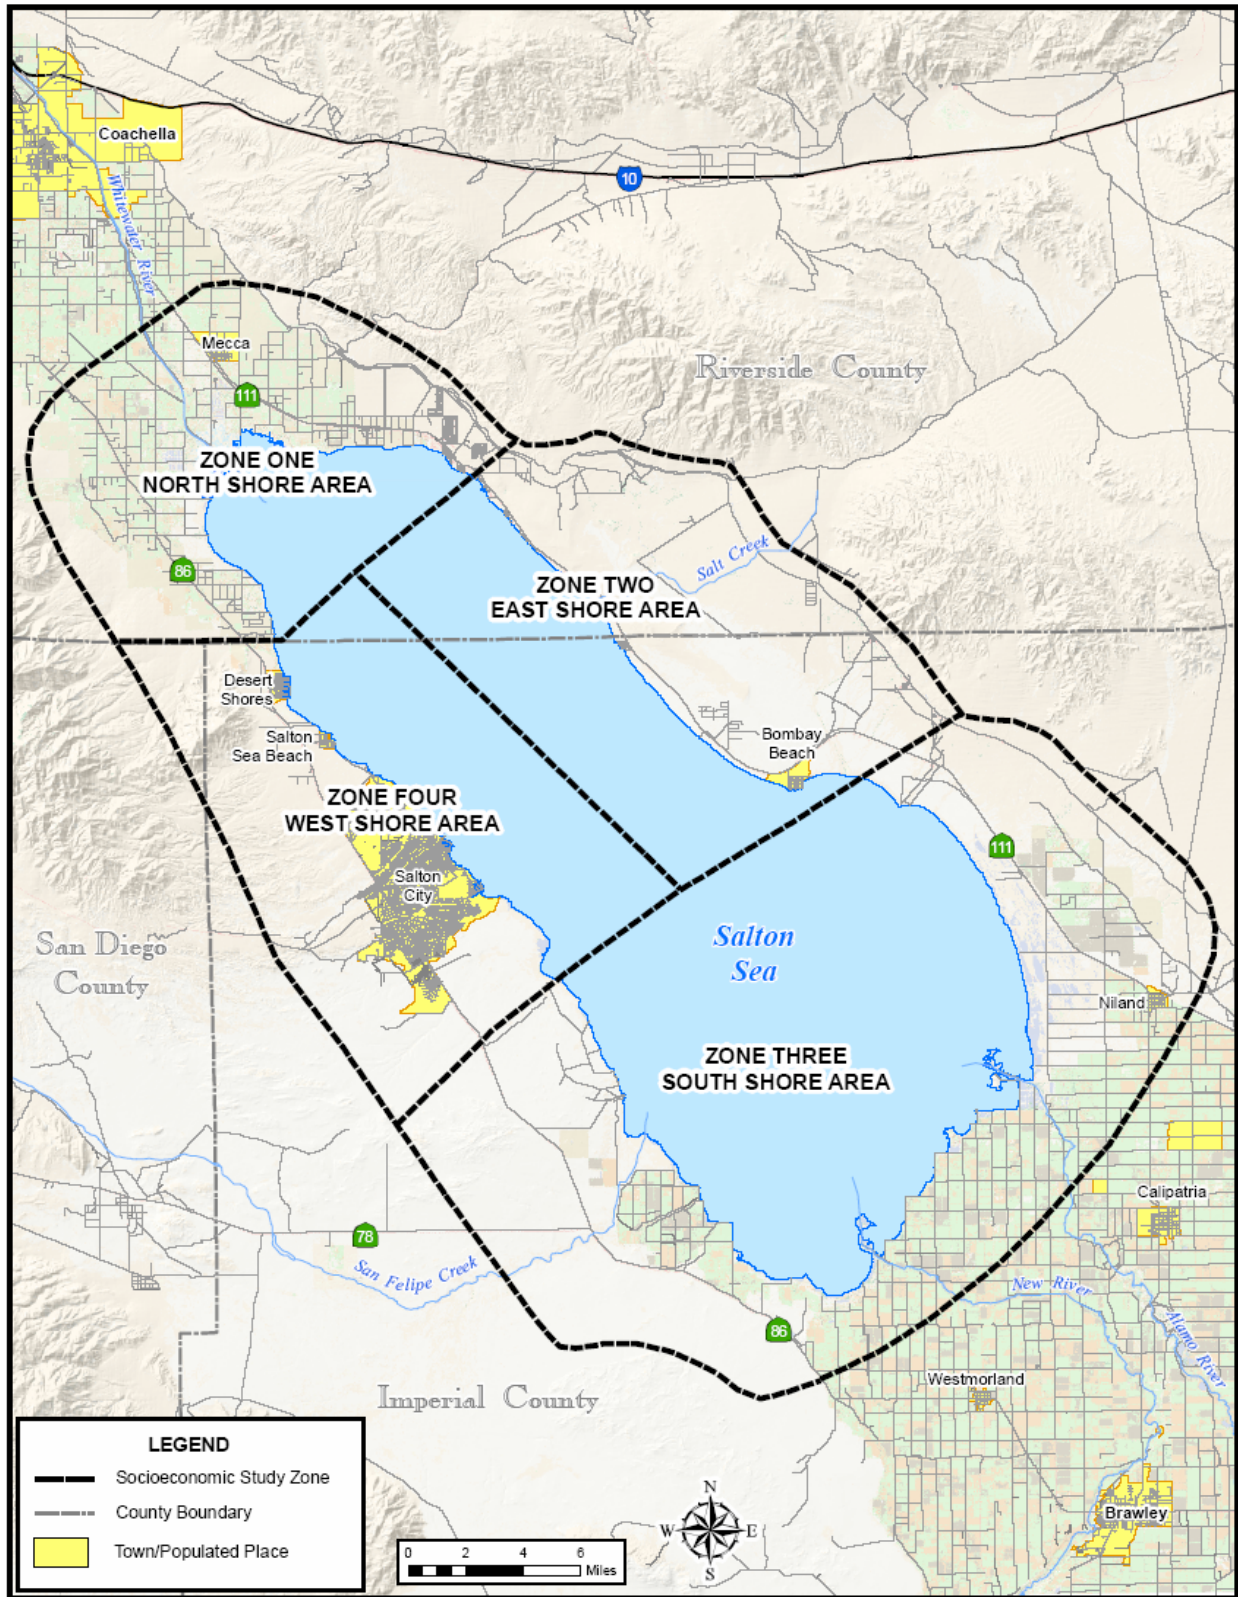 Coachella
10
Whitewater River
Mecca
Riverside County
111
ZONE ONE
NORTH SHORE AREA
86
Salt Creek
ZONE TWO
EAST SHORE AREA
Desert
Shores
Salton
Sea Beach
Bombay
Beach
ZONE FOUR
WEST SHORE AREA
111
Salton
City
Salton
Sea
San Diego
County
Niland
ZONE THREE
SOUTH SHORE AREA
Calipatria
78
San Felipe Creek
New River
Alamo River
86
Westmorland
Imperial County
LEGEND
Socioeconomic Study Zone
County Boundary
Town/Populated Place
N
W E
S
0 2 4 6
Miles
Brawley